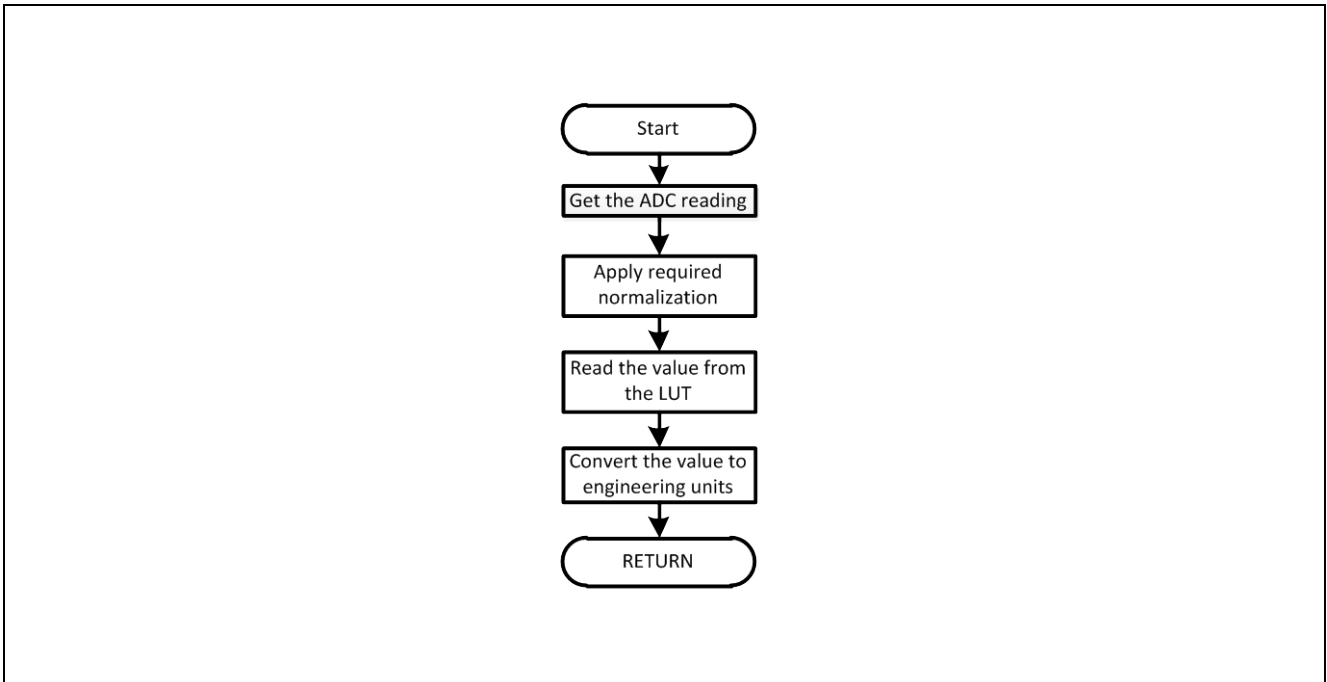 Start
Get the ADC reading
Apply required
normalization
Read the value from
the LUT
Convert the value to
engineering units
RETURN